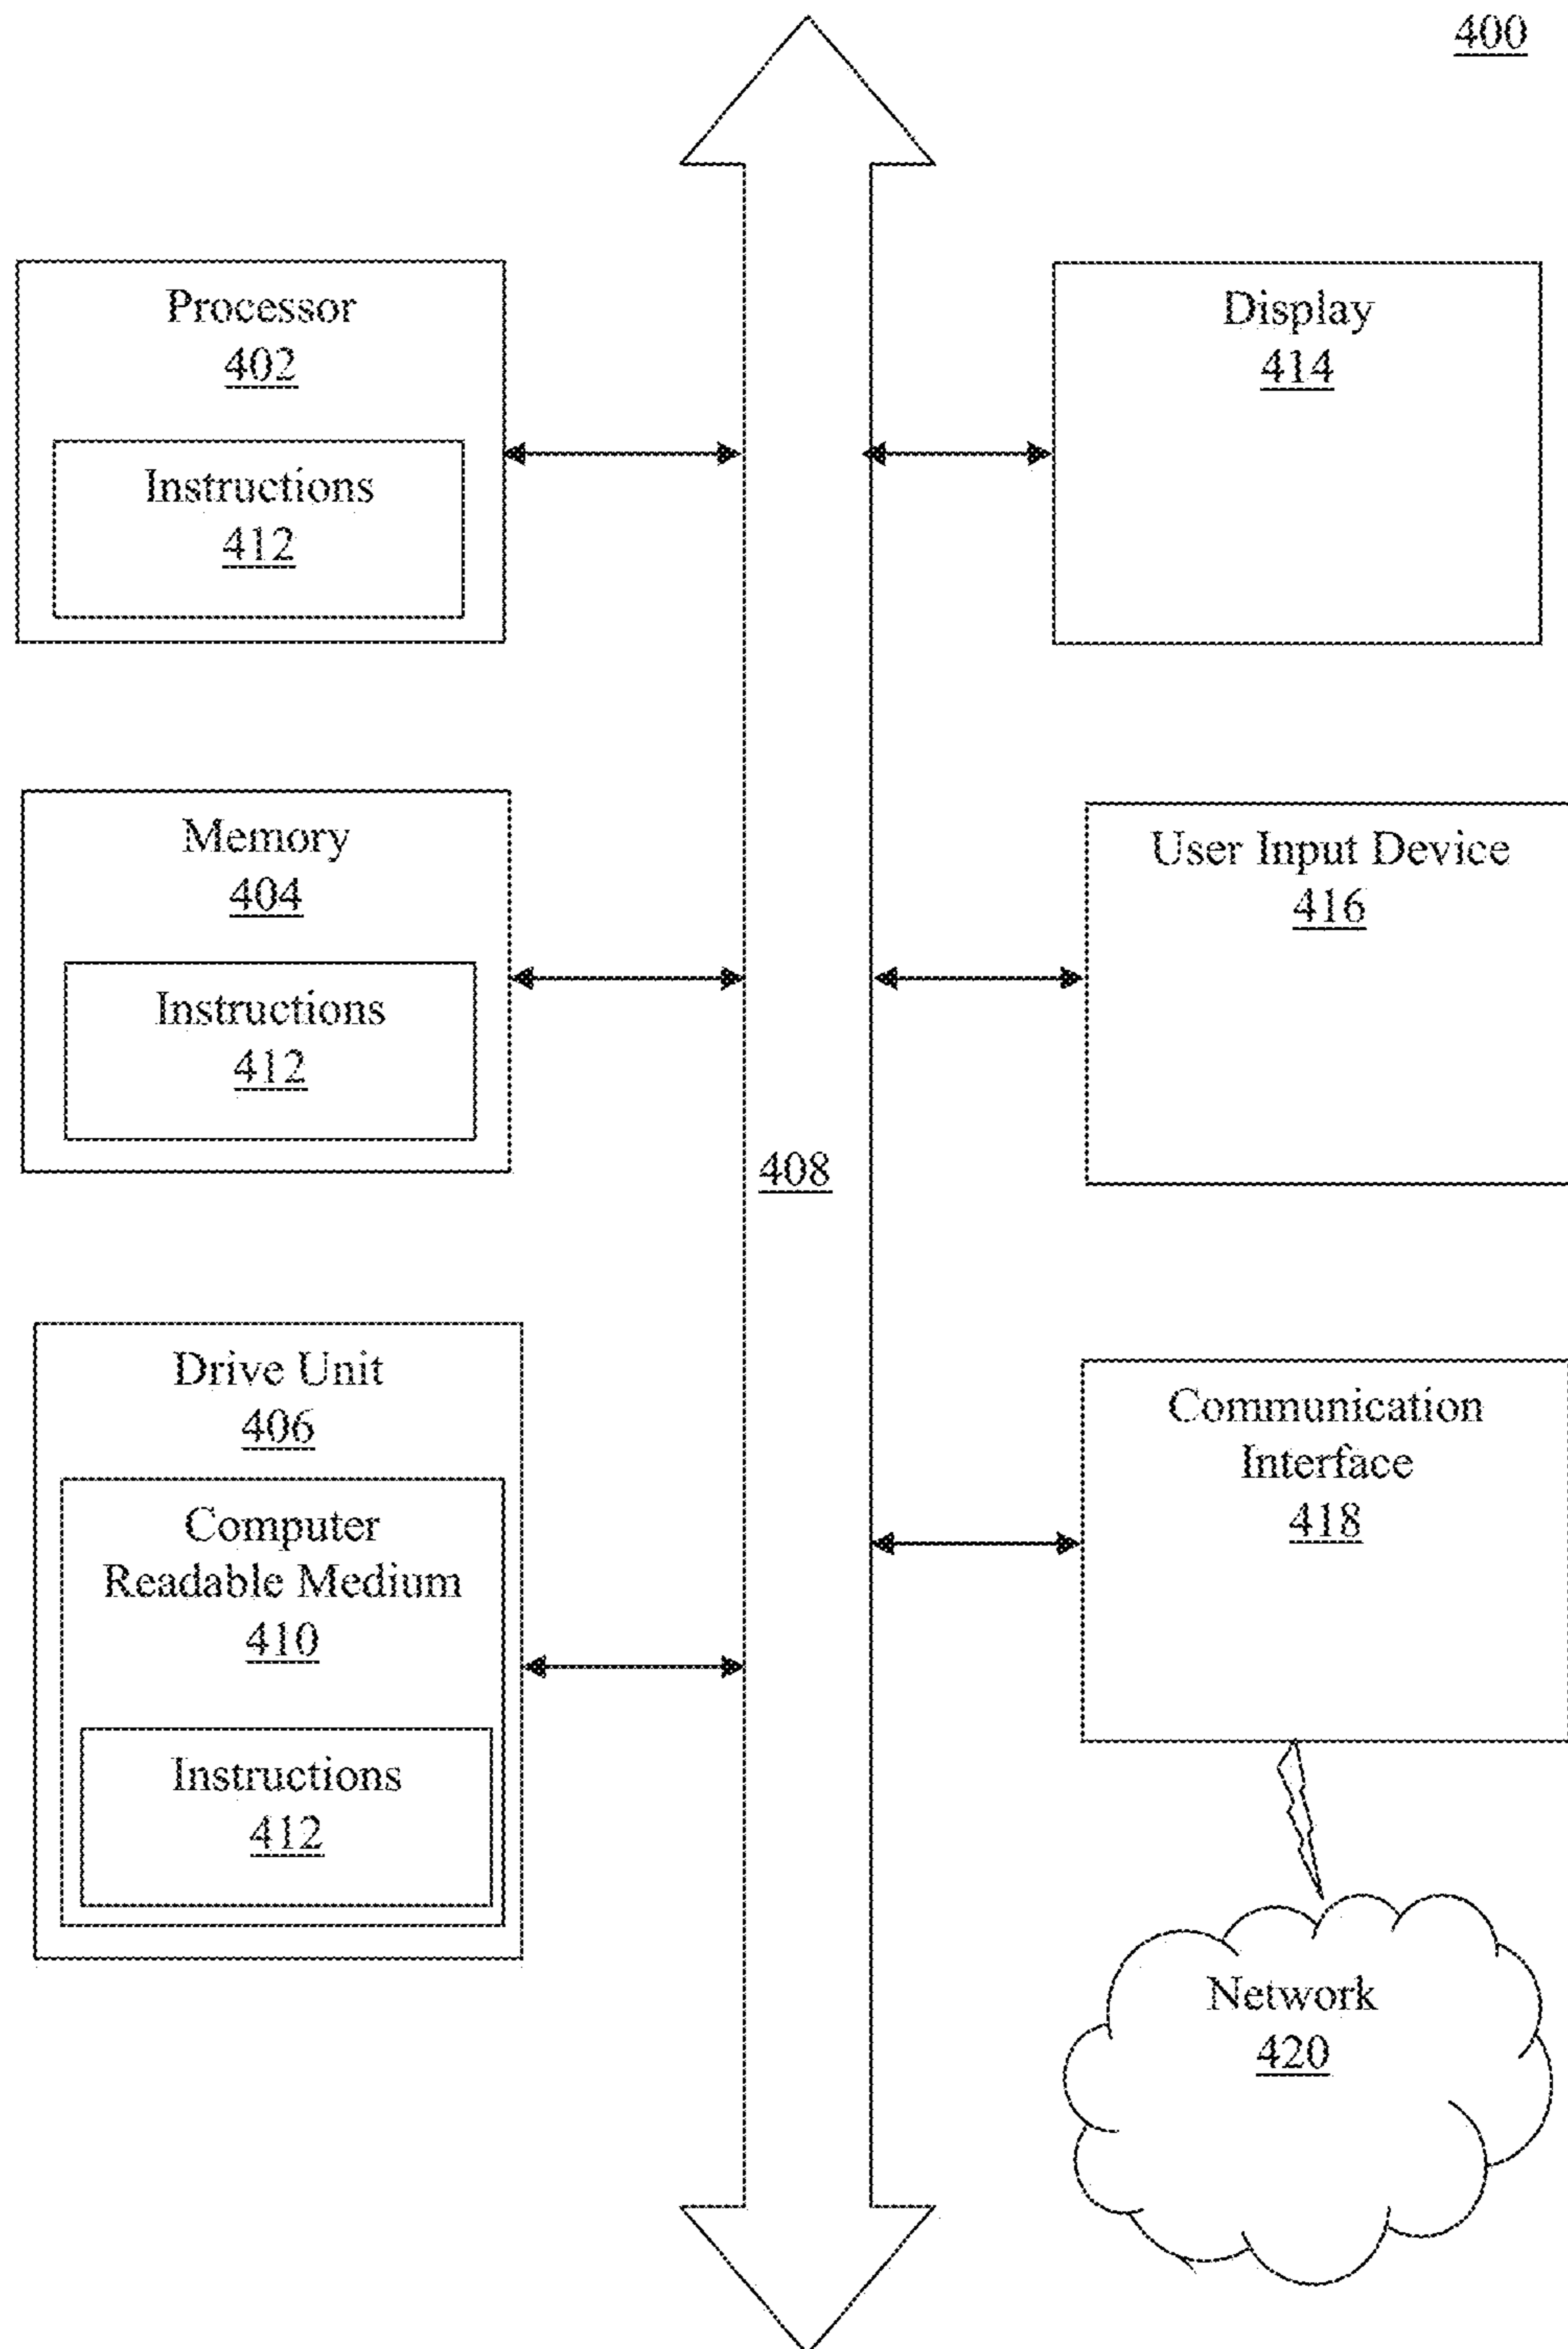 400
Processor
402
Instructions
412
Memory
404
Instructions
412
Drive Unit
406
Computer
Readable Medium
410
Instructions
412
408
Display
414
User Input Device
416
Communication
Interface
418
Network
420